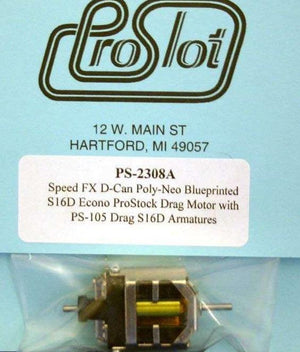 ProSlot
12 W. MAIN ST
HARTFORD, MI 49057
PS-2308A
Speed FX D-Can Poly-Neo Blueprinted
S16D Econo ProStock Drag Motor with
PS-105 Drag S16D Armatures